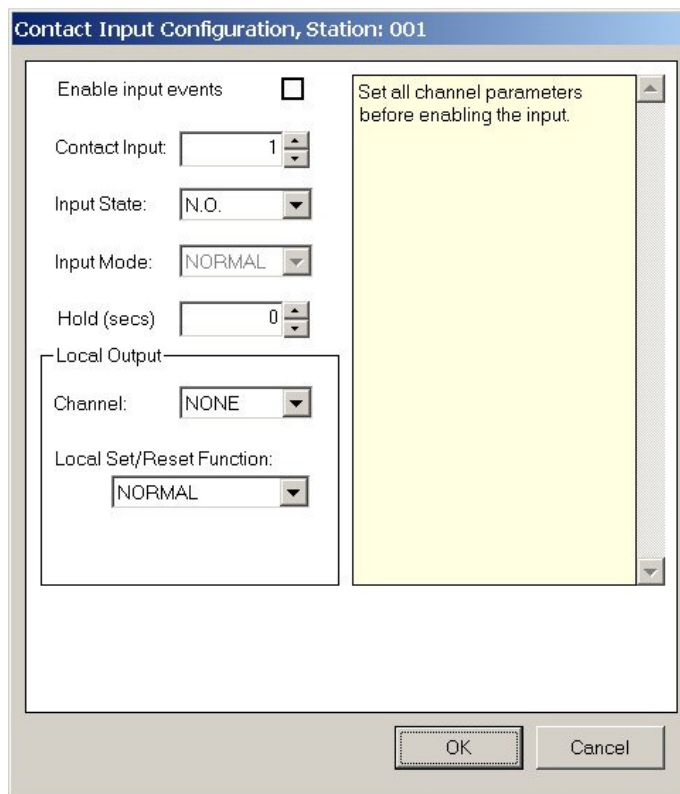 Contact Input Configuration, Station: 001
Enable input events
Contact Input: 1
Input State: N.O.
Input Mode: NORMAL
Hold (secs) 0
Local Output
Channel: NONE
Local Set/Reset Function:
NORMAL
Set all channel parameters
before enabling the input.
OK Cancel